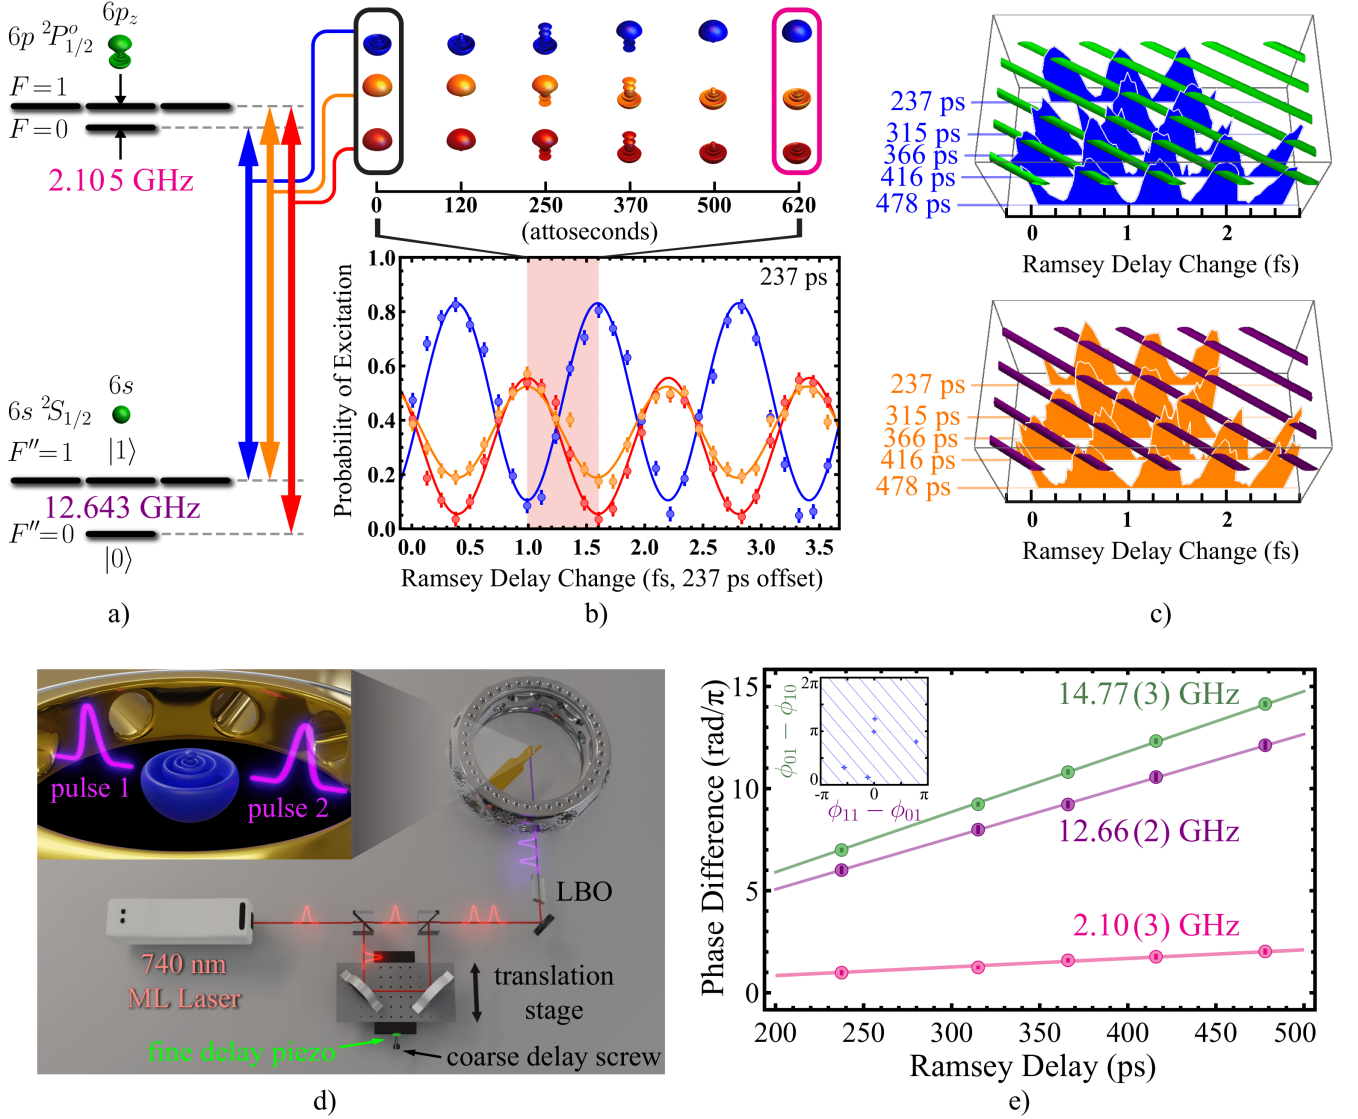 6p_z
6p ²P°₁/₂
F=1
F=0
2.105 GHz
6s
6s ²S₁/₂
F″=1
|1⟩
12.643 GHz
F″=0
|0⟩
a)
0 120 250 370 500 620
(attoseconds)
237 ps
Probability of Excitation
1.0
0.8
0.6
0.4
0.2
0.0
0.0 0.5 1.0 1.5 2.0 2.5 3.0 3.5
Ramsey Delay Change (fs, 237 ps offset)
b)
237 ps
315 ps
366 ps
416 ps
478 ps
0 1 2
Ramsey Delay Change (fs)
237 ps
315 ps
366 ps
416 ps
478 ps
0 1 2
Ramsey Delay Change (fs)
c)
pulse 1
pulse 2
LBO
740 nm
ML Laser
translation
stage
fine delay piezo
coarse delay screw
d)
Phase Difference (rad/π)
15
10
5
0
2π
π
0
-π 0 π
ϕ₀₁ − ϕ₁₀
ϕ₁₁ − ϕ₀₁
14.77(3) GHz
12.66(2) GHz
2.10(3) GHz
200 250 300 350 400 450 500
Ramsey Delay (ps)
e)